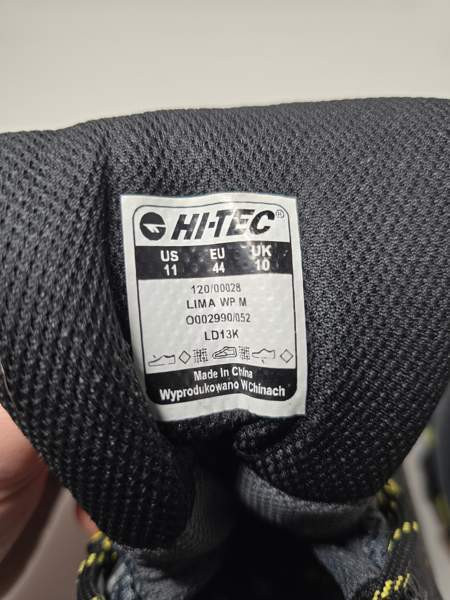 HI-TEC®
US EU UK
11 44 10
120/00028
LIMA WP M
O002990/052
LD13K
Made in China
Wyprodukowano W Chinach